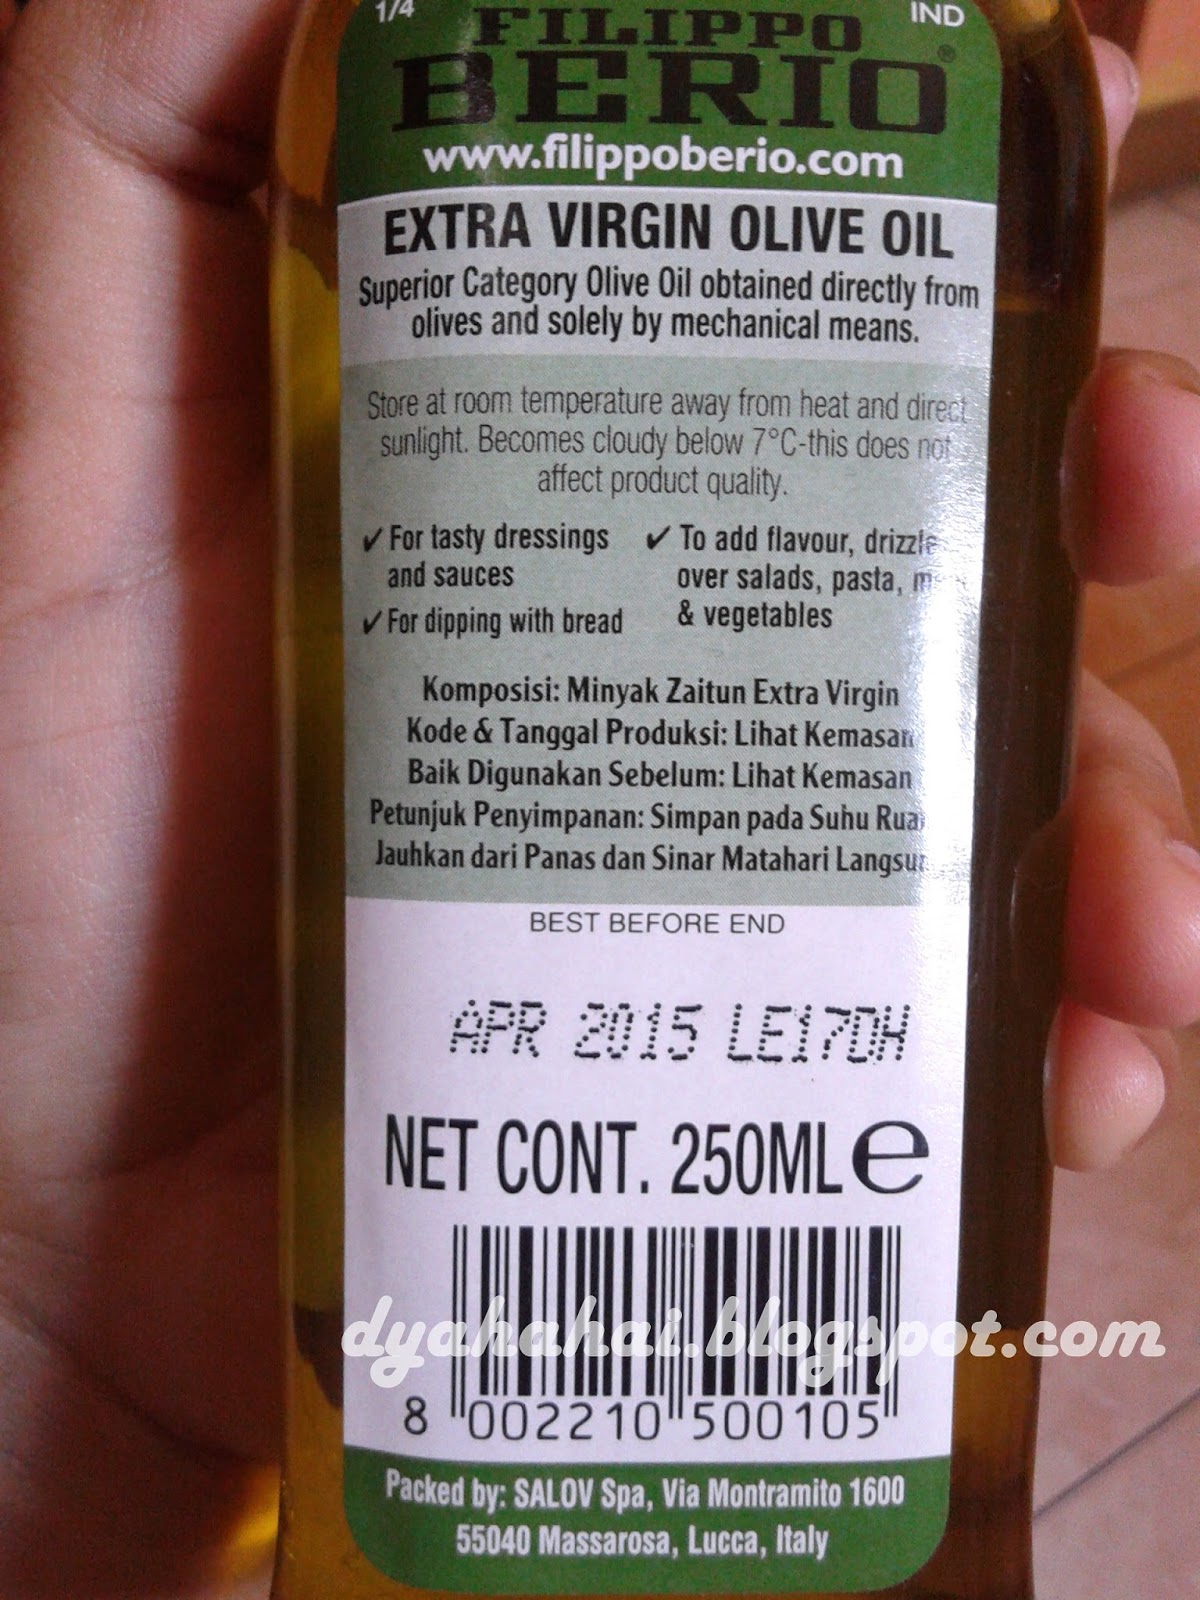 1/4 IND
FILIPPO
BERIO®
www.filippoberio.com
EXTRA VIRGIN OLIVE OIL
Superior Category Olive Oil obtained directly from
olives and solely by mechanical means.
Store at room temperature away from heat and direct
sunlight. Becomes cloudy below 7°C-this does not
affect product quality.
✓ For tasty dressings
and sauces
✓ For dipping with bread
✓ To add flavour, drizzle
over salads, pasta,
& vegetables
Komposisi: Minyak Zaitun Extra Virgin
Kode & Tanggal Produksi: Lihat Kemasan
Baik Digunakan Sebelum: Lihat Kemasan
Petunjuk Penyimpanan: Simpan pada Suhu
Jauhkan dari Panas dan Sinar Matahari
BEST BEFORE END
APR 2015 LE17DH
NET CONT. 250ML e
dyahahai.blogspot.com
8 002210 500105
Packed by: SALOV Spa, Via Montramito 1600
55040 Massarosa, Lucca, Italy